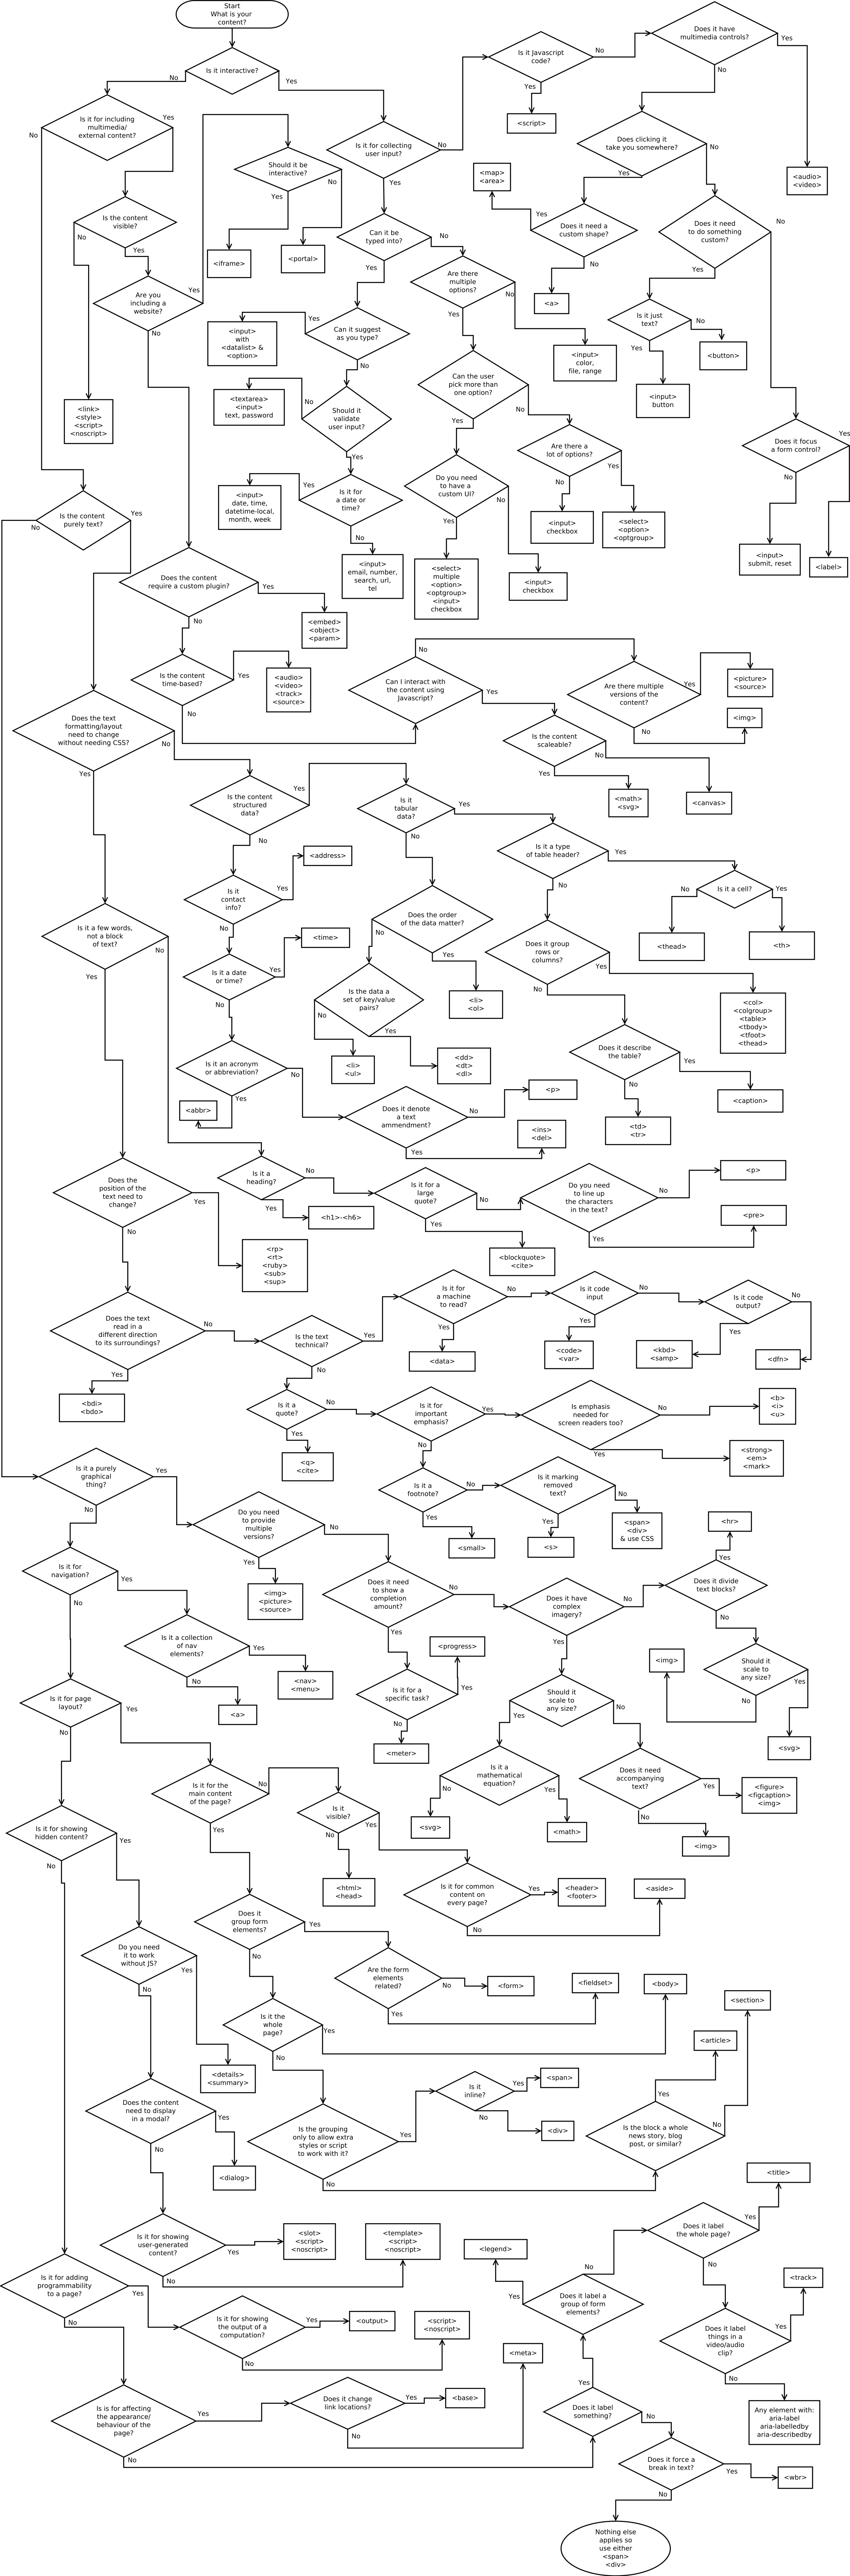 Start
What is your
content?
Is it interactive?
No
Yes
Is it for including
multimedia/
external content?
No
Yes
Is the content
visible?
No
Yes
Are you
including a
website?
Yes
No
Should it be
interactive?
No
Yes
<iframe>
<portal>
<link>
<style>
<script>
<noscript>
Is it for collecting
user input?
No
Yes
Is it Javascript
code?
No
Yes
<script>
Does it have
multimedia controls?
Yes
No
<audio>
<video>
Does clicking it
take you somewhere?
Yes
No
<map>
<area>
Does it need a
custom shape?
Yes
No
<a>
Does it need
to do something
custom?
No
Yes
Is it just
text?
No
Yes
<button>
<input>
button
Does it focus
a form control?
Yes
No
<input>
submit, reset
<label>
Can it be
typed into?
No
Yes
Can it suggest
as you type?
Yes
No
<input>
with
<datalist> &
<option>
Should it
validate
user input?
No
Yes
<textarea>
<input>
text, password
Is it for
a date or
time?
Yes
No
<input>
date, time,
datetime-local,
month, week
<input>
email, number,
search, url,
tel
Are there
multiple
options?
No
Yes
<input>
color,
file, range
Can the user
pick more than
one option?
No
Yes
Do you need
to have a
custom UI?
No
Yes
<select>
multiple
<option>
<optgroup>
<input>
checkbox
<input>
checkbox
Are there a
lot of options?
No
Yes
<input>
checkbox
<select>
<option>
<optgroup>
Is the content
purely text?
No
Yes
Does the content
require a custom plugin?
Yes
No
<embed>
<object>
<param>
Is the content
time-based?
Yes
No
<audio>
<video>
<track>
<source>
Can I interact with
the content using
Javascript?
No
Yes
Are there multiple
versions of the
content?
Yes
No
<picture>
<source>
<img>
Is the content
scaleable?
Yes
No
<math>
<svg>
<canvas>
Does the text
formatting/layout
need to change
without needing CSS?
No
Yes
Is the content
structured
data?
Yes
No
Is it
tabular
data?
Yes
No
Is it a type
of table header?
Yes
No
Is it a cell?
No
Yes
<thead>
<th>
Does it group
rows or
columns?
Yes
No
<col>
<colgroup>
<table>
<tbody>
<tfoot>
<thead>
Does it describe
the table?
Yes
No
<caption>
<td>
<tr>
Does the order
of the data matter?
No
Yes
<li>
<ol>
Is the data a
set of key/value
pairs?
No
Yes
<li>
<ul>
<dd>
<dt>
<dl>
Is it
contact
info?
Yes
No
<address>
Is it a date
or time?
Yes
No
<time>
Is it an acronym
or abbreviation?
No
Yes
<abbr>
Does it denote
a text
ammendment?
No
Yes
<p>
<ins>
<del>
Is it a few words,
not a block
of text?
No
Yes
Is it a
heading?
No
Yes
<h1>-<h6>
Is it for a
large
quote?
No
Yes
<blockquote>
<cite>
Do you need
to line up
the characters
in the text?
No
Yes
<p>
<pre>
Does the
position of the
text need to
change?
Yes
No
<rp>
<rt>
<ruby>
<sub>
<sup>
Does the text
read in a
different direction
to its surroundings?
No
Yes
<bdi>
<bdo>
Is the text
technical?
Yes
No
Is it for
a machine
to read?
No
Yes
<data>
Is it code
input
No
Yes
<code>
<var>
Is it code
output?
No
Yes
<kbd>
<samp>
<dfn>
Is it a
quote?
No
Yes
<q>
<cite>
Is it for
important
emphasis?
Yes
No
Is emphasis
needed for
screen readers too?
No
Yes
<b>
<i>
<u>
<strong>
<em>
<mark>
Is it a
footnote?
No
Yes
<small>
Is it marking
removed
text?
No
Yes
<s>
<span>
<div>
& use CSS
Is it a purely
graphical
thing?
Yes
No
Do you need
to provide
multiple
versions?
No
Yes
<img>
<picture>
<source>
Does it need
to show a
completion
amount?
No
Yes
<progress>
Is it for a
specific task?
Yes
No
<meter>
Does it have
complex
imagery?
No
Yes
Does it divide
text blocks?
Yes
No
<hr>
Should it
scale to
any size?
Yes
No
<img>
<svg>
Should it
scale to
any size?
Yes
No
Is it a
mathematical
equation?
No
Yes
<svg>
<math>
Does it need
accompanying
text?
Yes
No
<figure>
<figcaption>
<img>
<img>
Is it for
navigation?
Yes
No
Is it a collection
of nav
elements?
Yes
No
<nav>
<menu>
<a>
Is it for page
layout?
Yes
No
Is it for the
main content
of the page?
No
Yes
Is it
visible?
Yes
No
<html>
<head>
Is it for common
content on
every page?
Yes
No
<header>
<footer>
<aside>
Does it
group form
elements?
Yes
No
Are the form
elements
related?
No
Yes
<form>
<fieldset>
Is it the
whole
page?
Yes
No
<body>
Is the grouping
only to allow extra
styles or script
to work with it?
Yes
No
Is it
inline?
Yes
No
<span>
<div>
Is the block a whole
news story, blog
post, or similar?
Yes
No
<article>
<section>
Is it for showing
hidden content?
Yes
No
Do you need
it to work
without JS?
Yes
No
<details>
<summary>
Does the content
need to display
in a modal?
Yes
No
<dialog>
Is it for showing
user-generated
content?
Yes
No
<slot>
<script>
<noscript>
<template>
<script>
<noscript>
Is it for adding
programmability
to a page?
Yes
No
Is it for showing
the output of a
computation?
Yes
No
<output>
<script>
<noscript>
Is is for affecting
the appearance/
behaviour of the
page?
Yes
No
Does it change
link locations?
Yes
No
<base>
<meta>
Does it label
something?
Yes
No
Does it label a
group of form
elements?
Yes
No
<legend>
Does it label
the whole page?
Yes
No
<title>
Does it label
things in a
video/audio
clip?
Yes
No
<track>
Any element with:
aria-label
aria-labelledby
aria-describedby
Does it force a
break in text?
Yes
No
<wbr>
Nothing else
applies so
use either
<span>
<div>